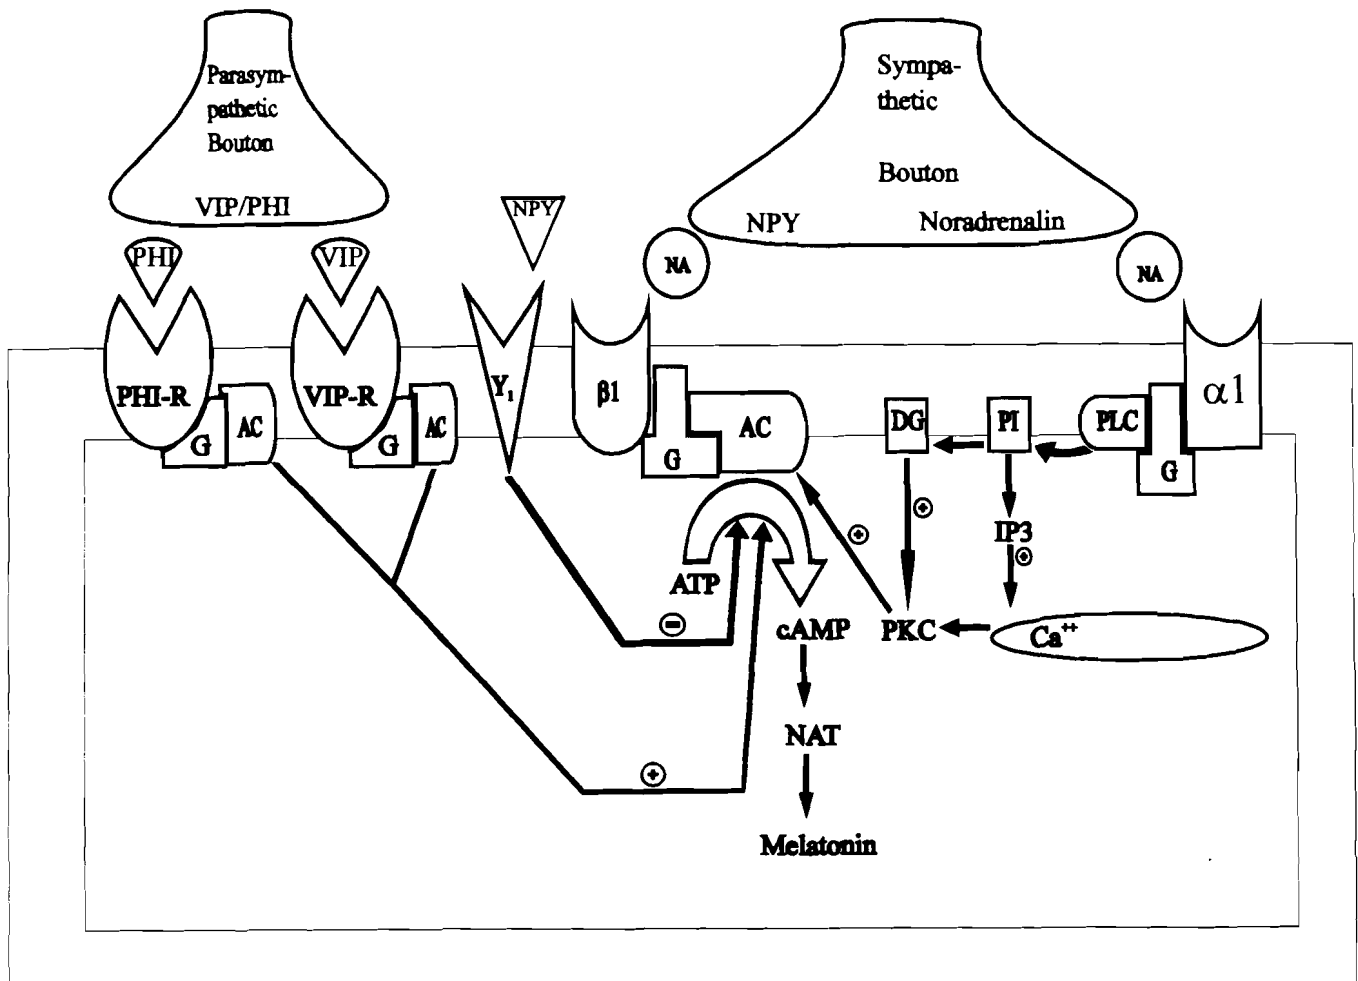 Parasym-
pathetic
Bouton
VIP/PHI
Sympa-
thetic
Bouton
NPY
Noradrenalin
NPY
PHI
VIP
NA
NA
PHI-R
G
AC
VIP-R
G
AC
Y1
β1
G
AC
DG
PI
PLC
α1
G
+
+
IP3
+
ATP
−
cAMP
PKC
Ca++
NAT
+
Melatonin